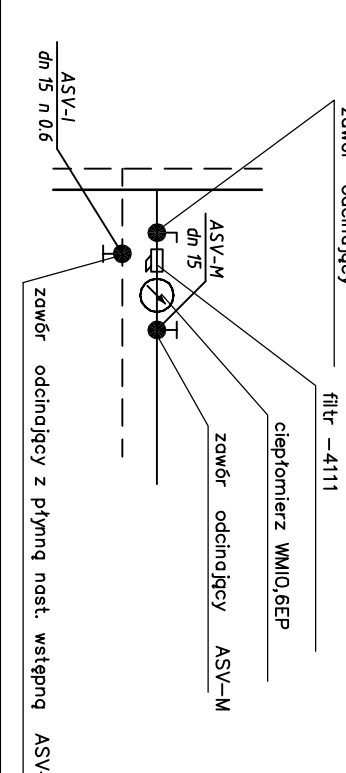 zawór odcinający
filtr –4111
ciepłomierz WMI0,6EP
zawór odcinający ASV–M
ASV–M
dn 15
ASV–I
dn 15 n 0.6
zawór odcinający z płynną nast. wstępną ASV-